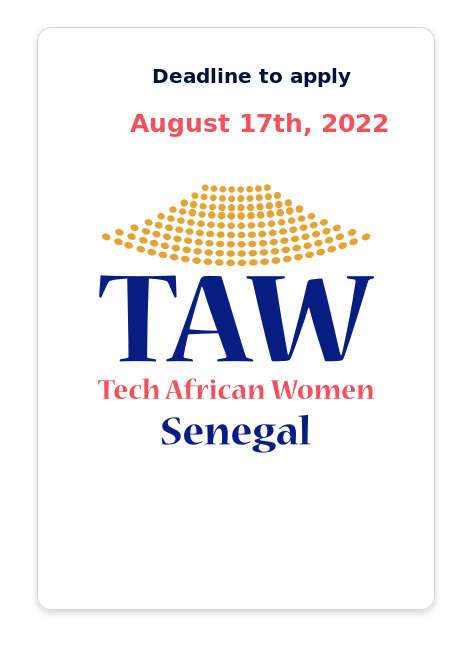 Deadline to apply
August 17th, 2022
TAW
Tech African Women
Senegal